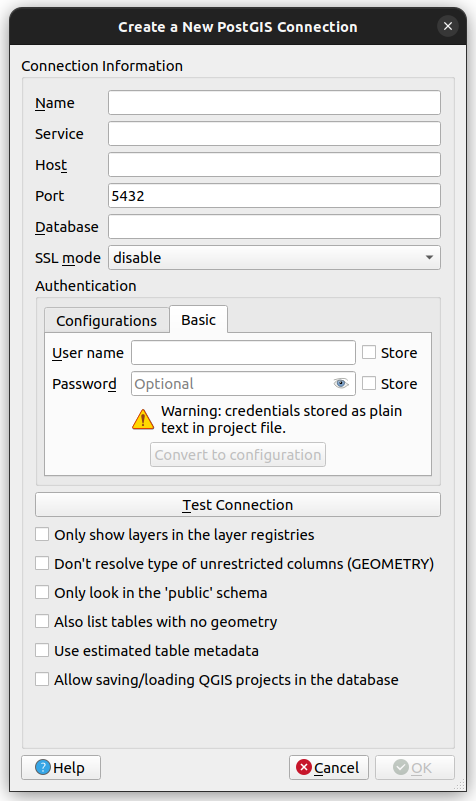 Create a New PostGIS Connection
Connection Information
Name
Service
Host
Port 5432
Database
SSL mode disable
Authentication
Configurations Basic
User name Store
Password Optional Store
Warning: credentials stored as plain
text in project file.
Convert to configuration
Test Connection
Only show layers in the layer registries
Don't resolve type of unrestricted columns (GEOMETRY)
Only look in the 'public' schema
Also list tables with no geometry
Use estimated table metadata
Allow saving/loading QGIS projects in the database
Help Cancel OK